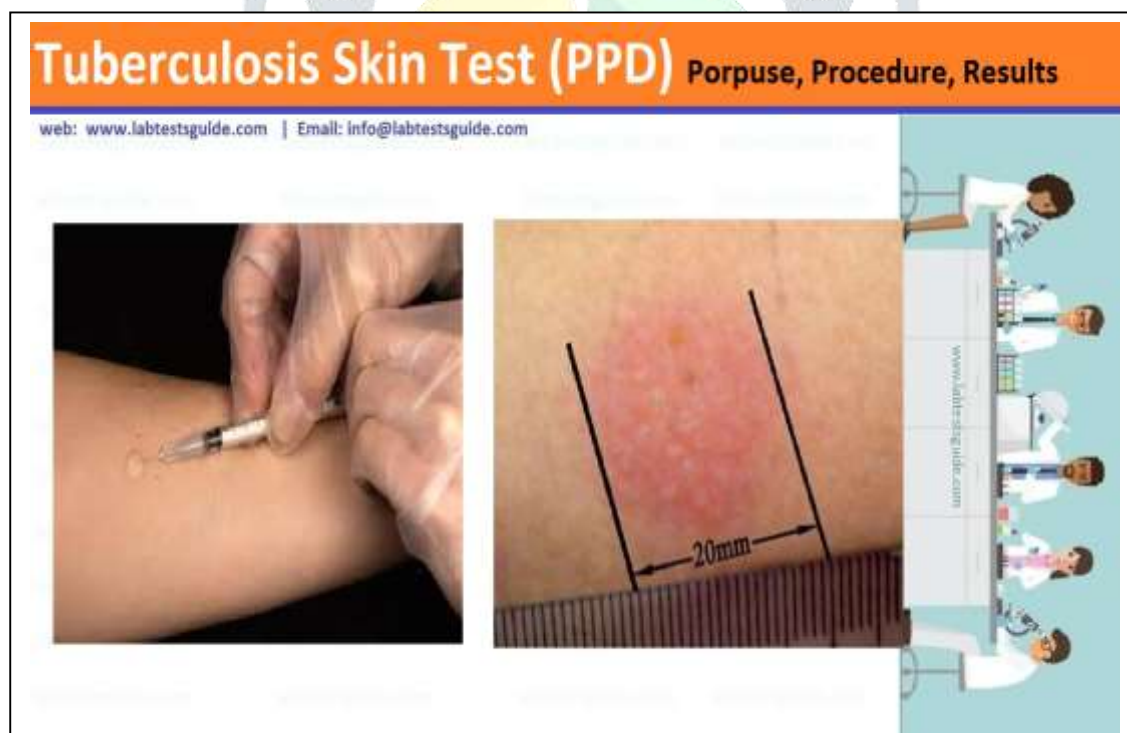 Tuberculosis Skin Test (PPD) Porpuse, Procedure, Results
web: www.labtestsguide.com | Email: info@labtestsguide.com
20mm
www.labtestsguide.com